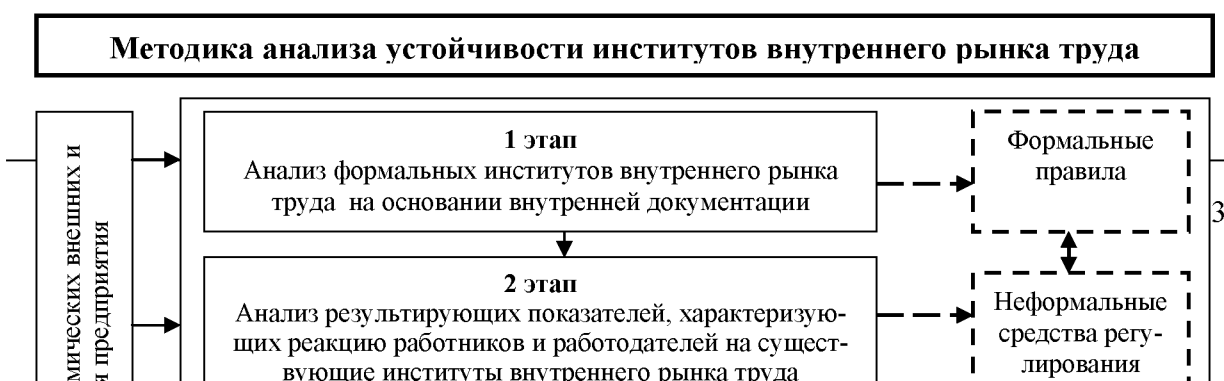 Методика анализа устойчивости институтов внутреннего рынка труда
1 этап
Анализ формальных институтов внутреннего рынка
труда на основании внутренней документации
Формальные
правила
3
2 этап
Анализ результирующих показателей, характеризую-
щих реакцию работников и работодателей на сущест-
вующие институты внутреннего рынка труда
Неформальные
средства регу-
лирования
внешних и
предприятия